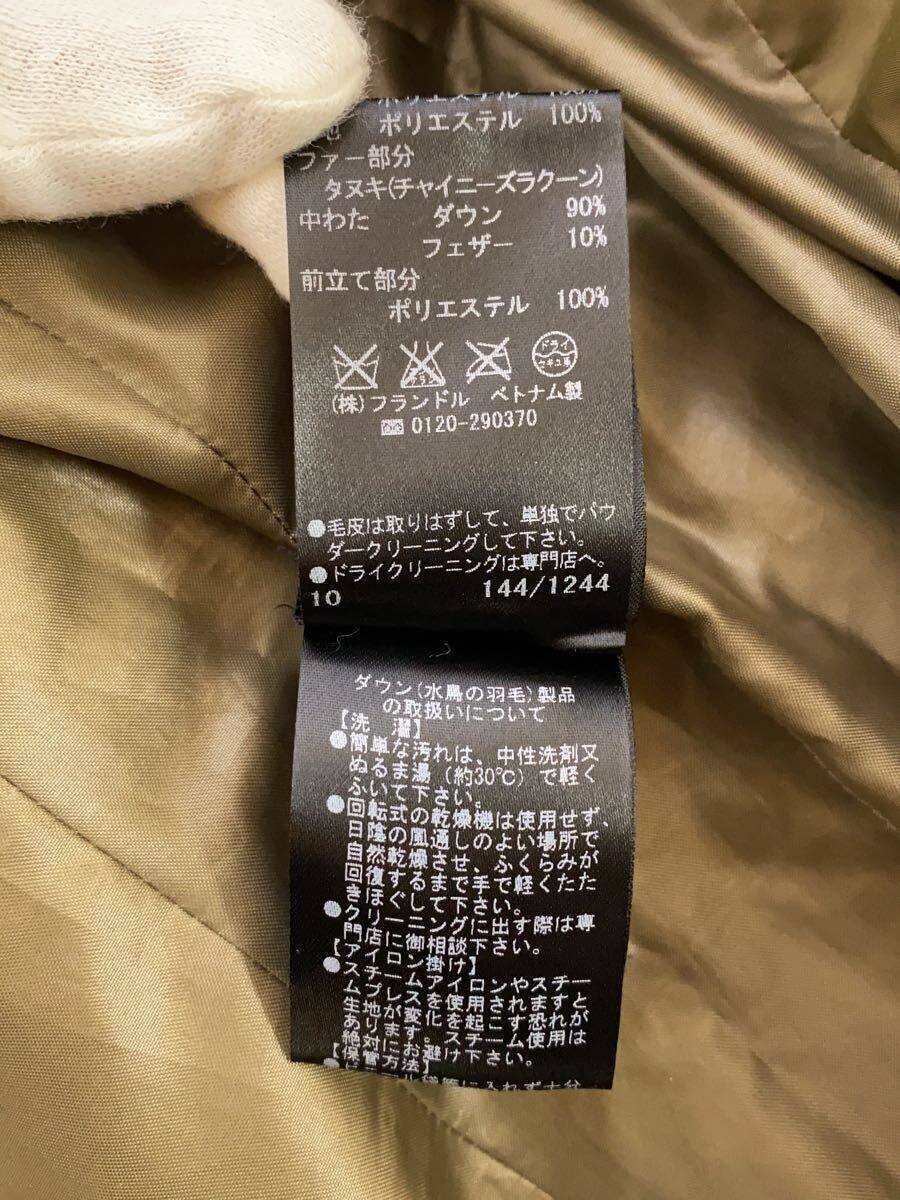 ポリエステル 100%
ファー部分
タヌキ(チャイニーズラクーン)
中わた ダウン 90%
フェザー 10%
前立て部分
ポリエステル 100%
ドライ
セキユ系
(株)フランドル ベトナム製
0120-290370
●毛皮は取りはずして、単独でパウ
ダークリーニングして下さい。
●ドライクリーニングは専門店へ。
10 144/1244
ダウン(水鳥の羽毛)製品
の取扱いについて
【洗 濯】
●簡単な汚れは、中性洗剤又
ぬるま湯(約30℃)で軽く
ふいて下さい。
●回転式の乾燥機は使用せず、
日陰の風通しのよい場所で
自然乾燥させ、ふくらみが
回復するまで手で軽くたた
きほぐして下さい。
●クリーニングに出す際は専
門店に御相談下さい。
【アイロン掛け】
●スチームアイロンやスチー
ムプレスを使用されますと
生地が変化を起こす恐れが
あります。スチーム使用は
絶対にお避け下さい。
【保管方法】